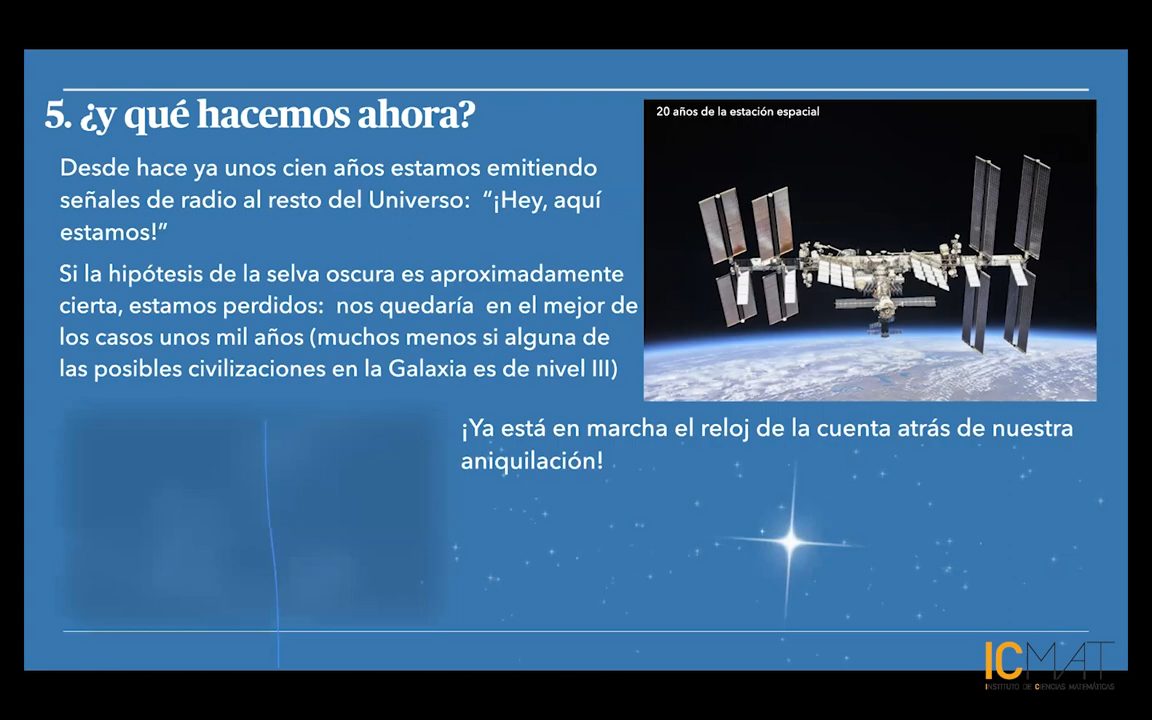 5. ¿y qué hacemos ahora?
20 años de la estación espacial
Desde hace ya unos cien años estamos emitiendo
señales de radio al resto del Universo: “¡Hey, aquí
estamos!”
Si la hipótesis de la selva oscura es aproximadamente
cierta, estamos perdidos: nos quedaría en el mejor de
los casos unos mil años (muchos menos si alguna de
las posibles civilizaciones en la Galaxia es de nivel III)
¡Ya está en marcha el reloj de la cuenta atrás de nuestra
aniquilación!
ICMAT
INSTITUTO DE CIENCIAS MATEMÁTICAS